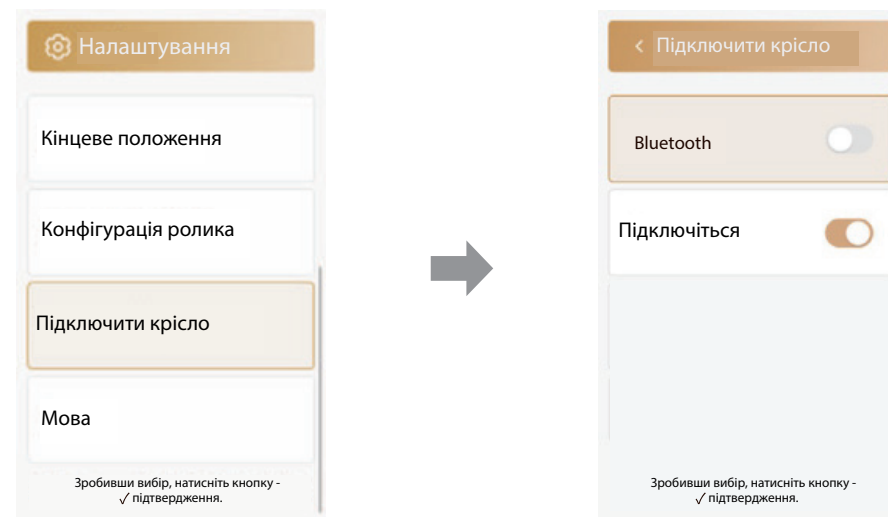 Налаштування
Кінцеве положення
Конфігурація ролика
Підключити крісло
Мова
Зробивши вибір, натисніть кнопку -
✓ підтвердження.
Підключити крісло
Bluetooth
Підключіться
Зробивши вибір, натисніть кнопку -
✓ підтвердження.